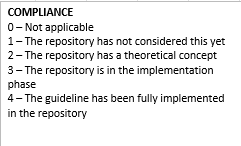 COMPLIANCE
0 – Not applicable
1 – The repository has not considered this yet
2 – The repository has a theoretical concept
3 – The repository is in the implementation
phase
4 – The guideline has been fully implemented
in the repository